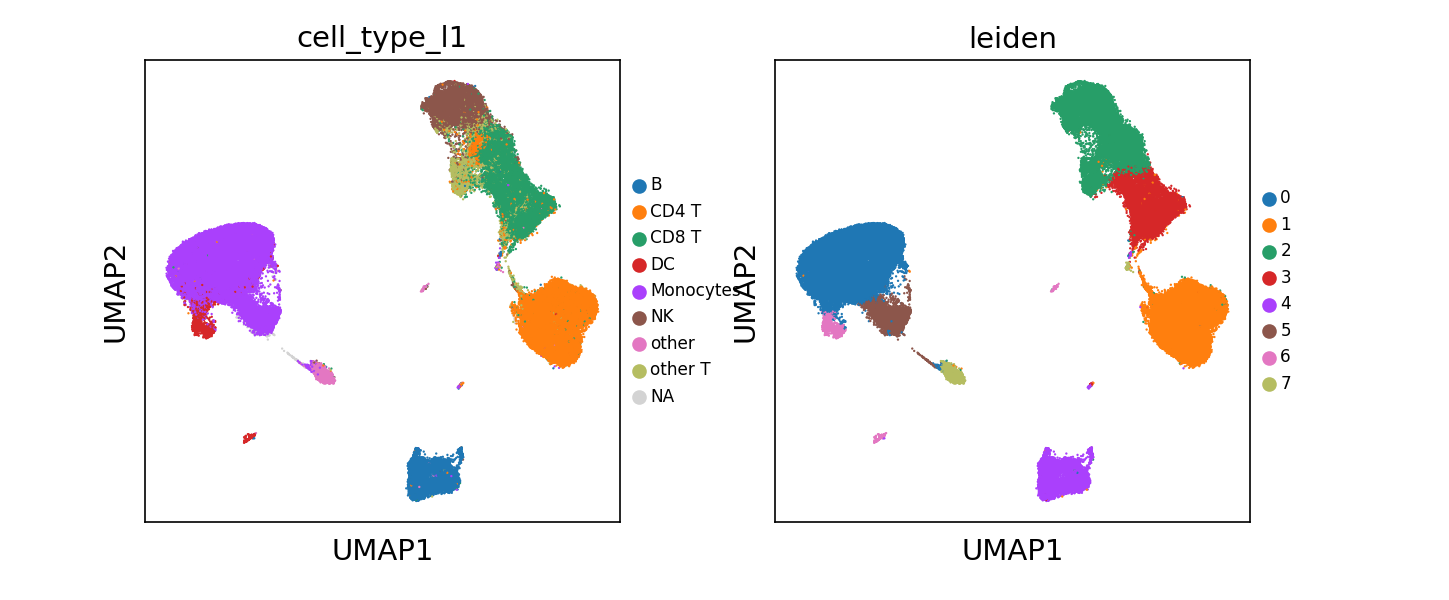 cell_type_l1
UMAP2
UMAP1
B
CD4 T
CD8 T
DC
Monocytes
NK
other
other T
NA
leiden
UMAP2
UMAP1
0
1
2
3
4
5
6
7